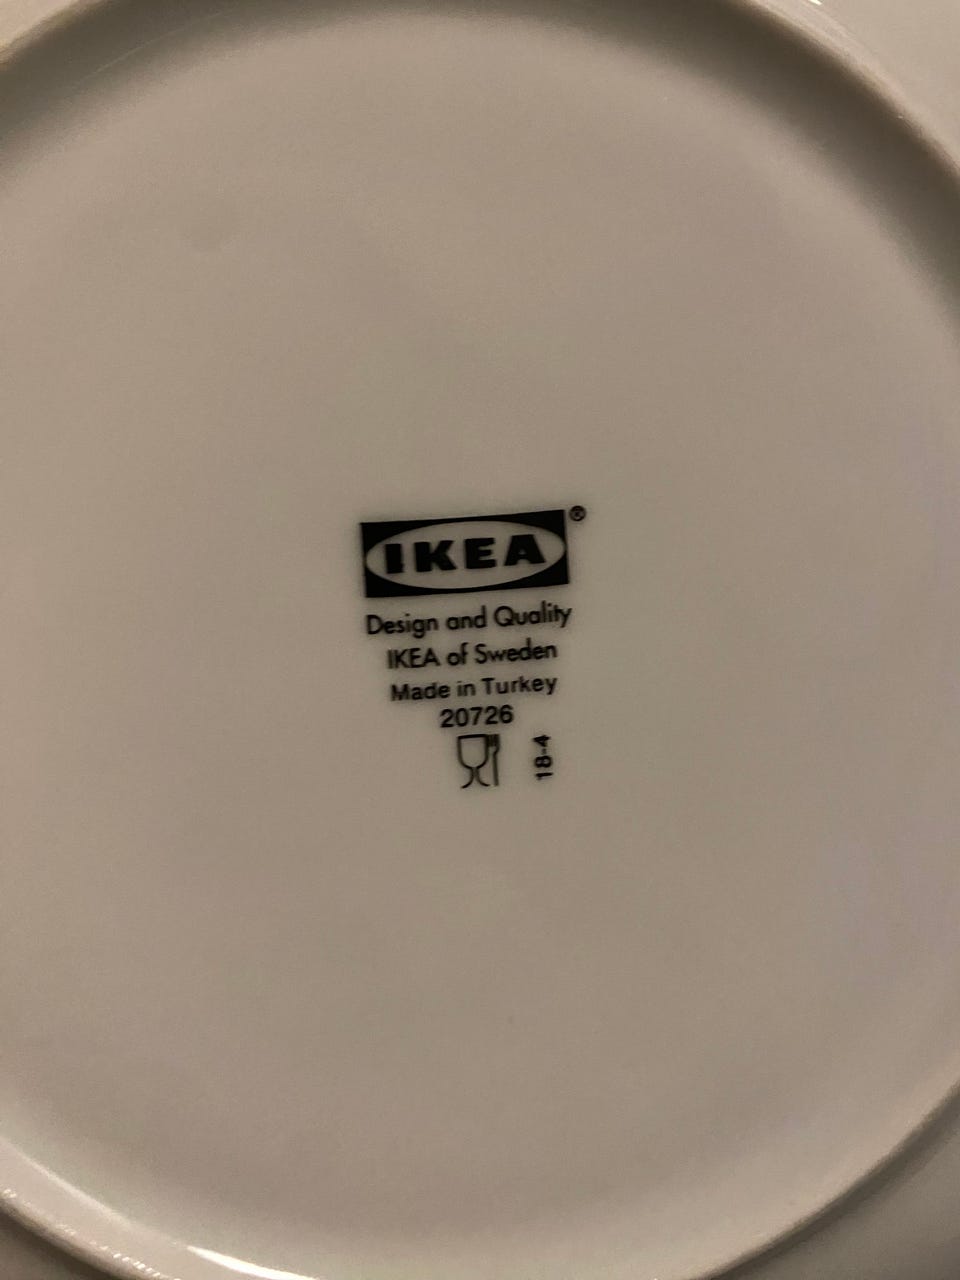 IKEA®
Design and Quality
IKEA of Sweden
Made in Turkey
20726
18-4